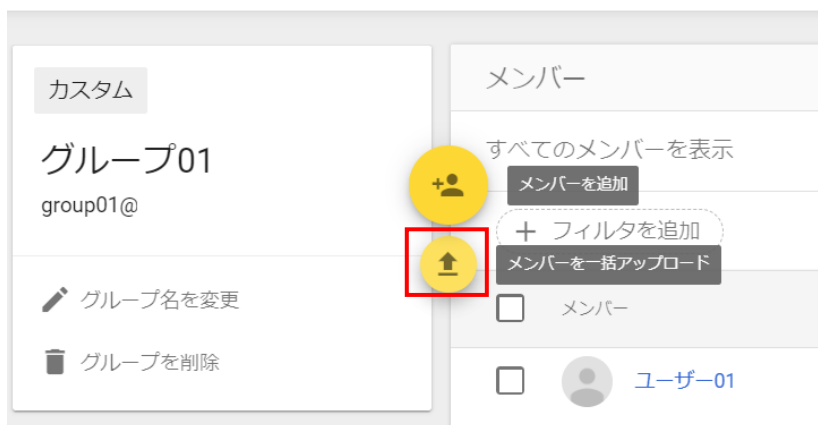 カスタム
グループ01
group01@
グループ名を変更
グループを削除
メンバー
すべてのメンバーを表示
メンバーを追加
＋ フィルタを追加
メンバーを一括アップロード
メンバー
ユーザー01